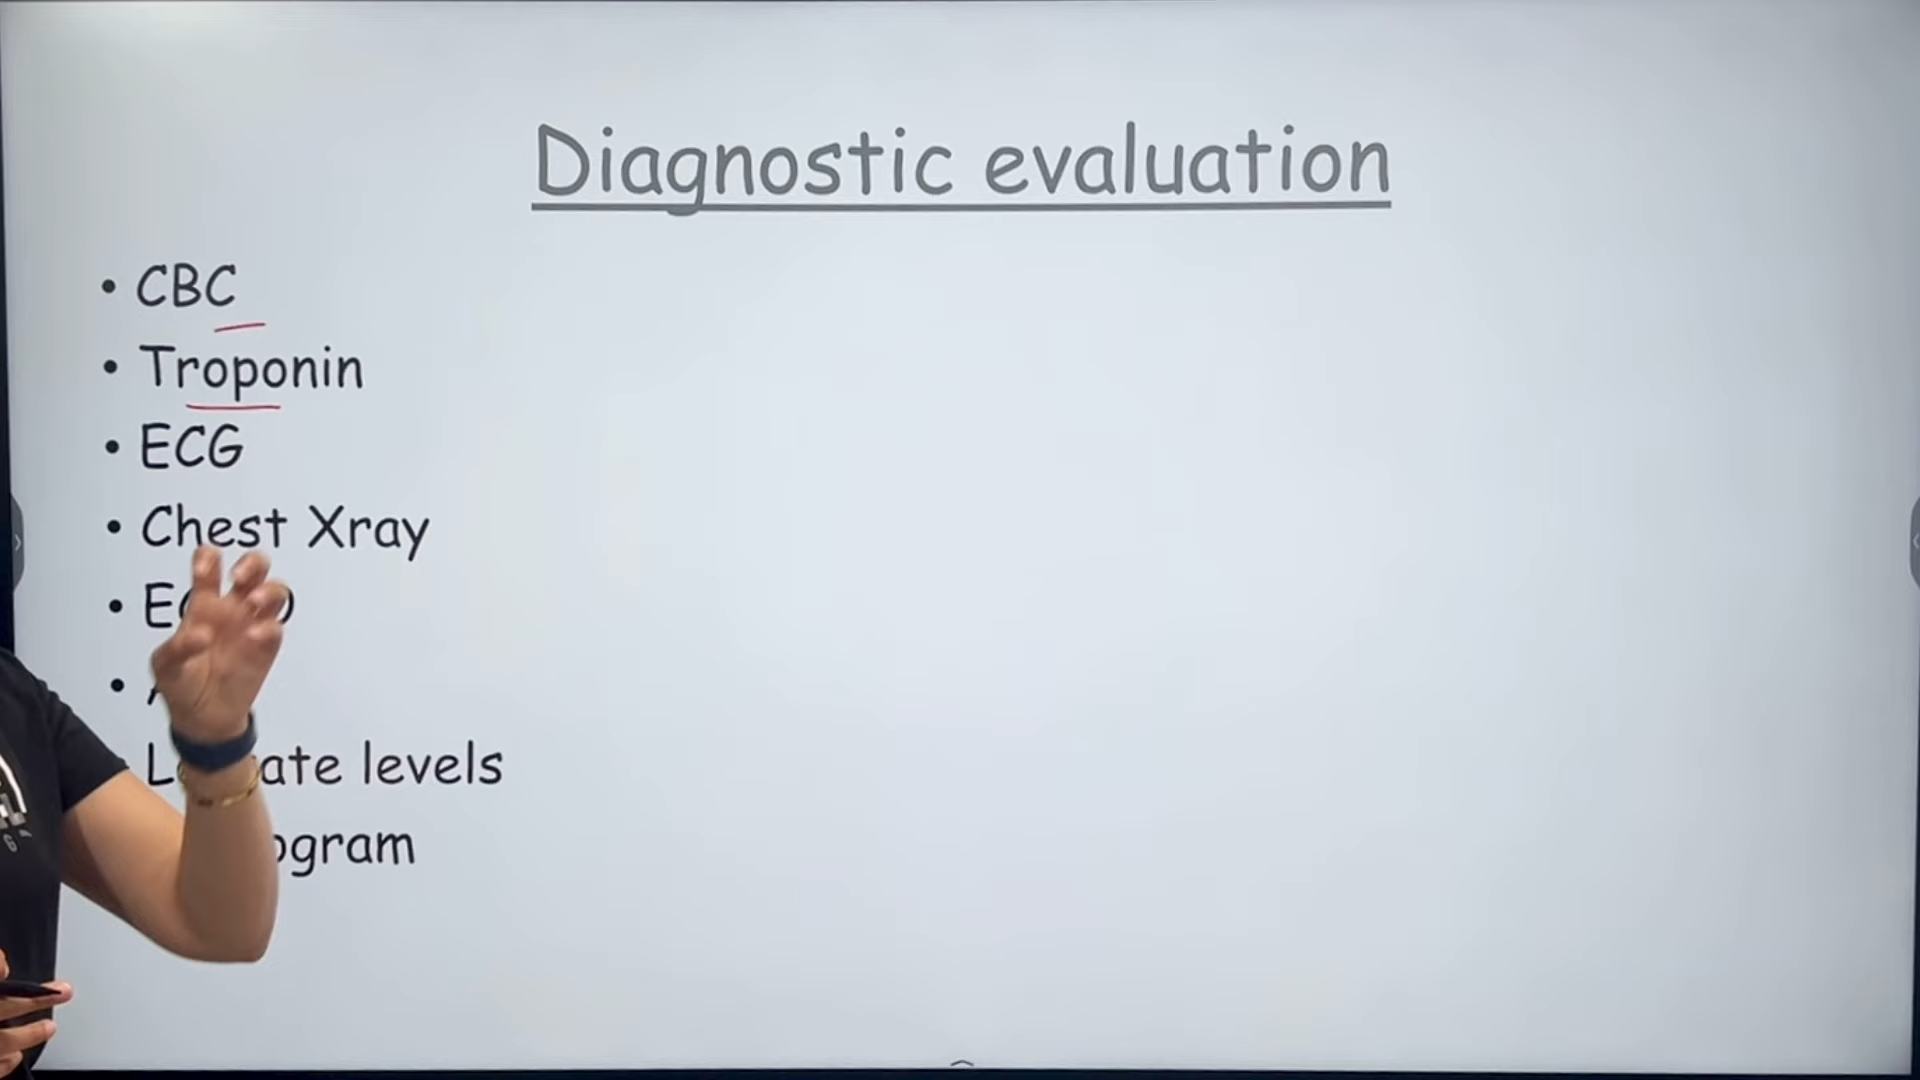 Diagnostic evaluation
• CBC
• Troponin
• ECG
• Chest Xray
levels